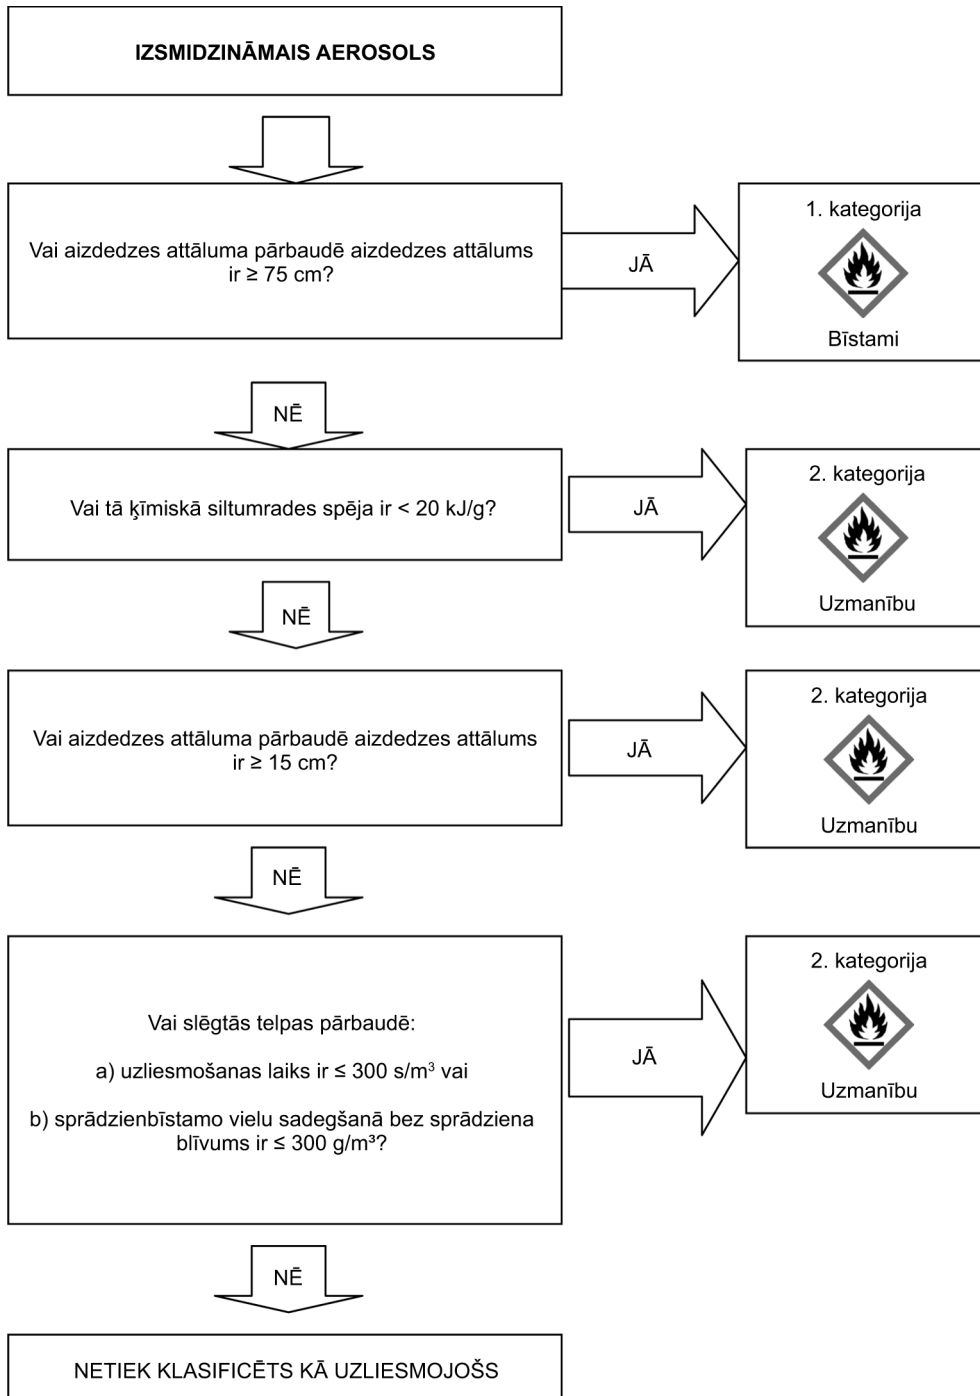 IZSMIDZINĀMAIS AEROSOLS
Vai aizdedzes attāluma pārbaudē aizdedzes attālums
ir ≥ 75 cm?
JĀ
1. kategorija
Bīstami
NĒ
Vai tā ķīmiskā siltumrades spēja ir < 20 kJ/g?
JĀ
2. kategorija
Uzmanību
NĒ
Vai aizdedzes attāluma pārbaudē aizdedzes attālums
ir ≥ 15 cm?
JĀ
2. kategorija
Uzmanību
NĒ
Vai slēgtās telpas pārbaudē:
a) uzliesmošanas laiks ir ≤ 300 s/m³ vai
b) sprādzienbīstamo vielu sadegšanā bez sprādziena
blīvums ir ≤ 300 g/m³?
JĀ
2. kategorija
Uzmanību
NĒ
NETIEK KLASIFICĒTS KĀ UZLIESMOJOŠS